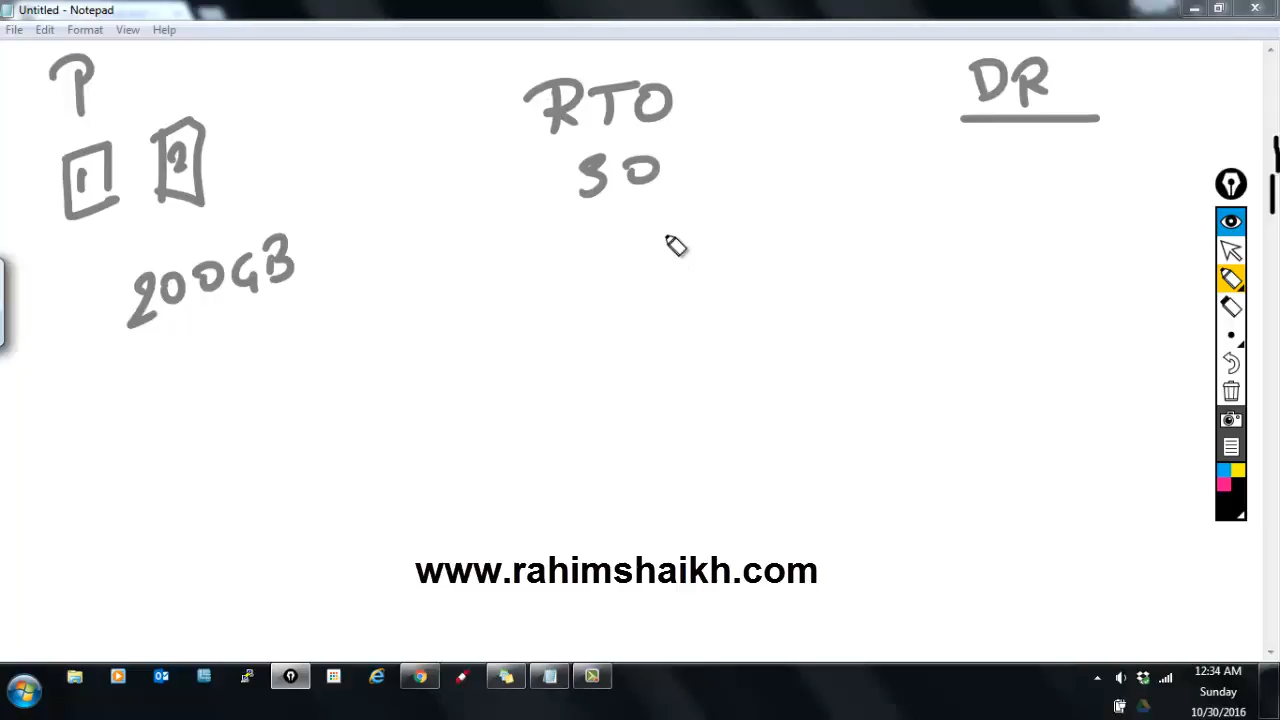 Untitled - Notepad
File Edit Format View Help
P
RTO
DR
1 2
30
200GB
www.rahimshaikh.com
12:34 AM
Sunday
10/30/2016